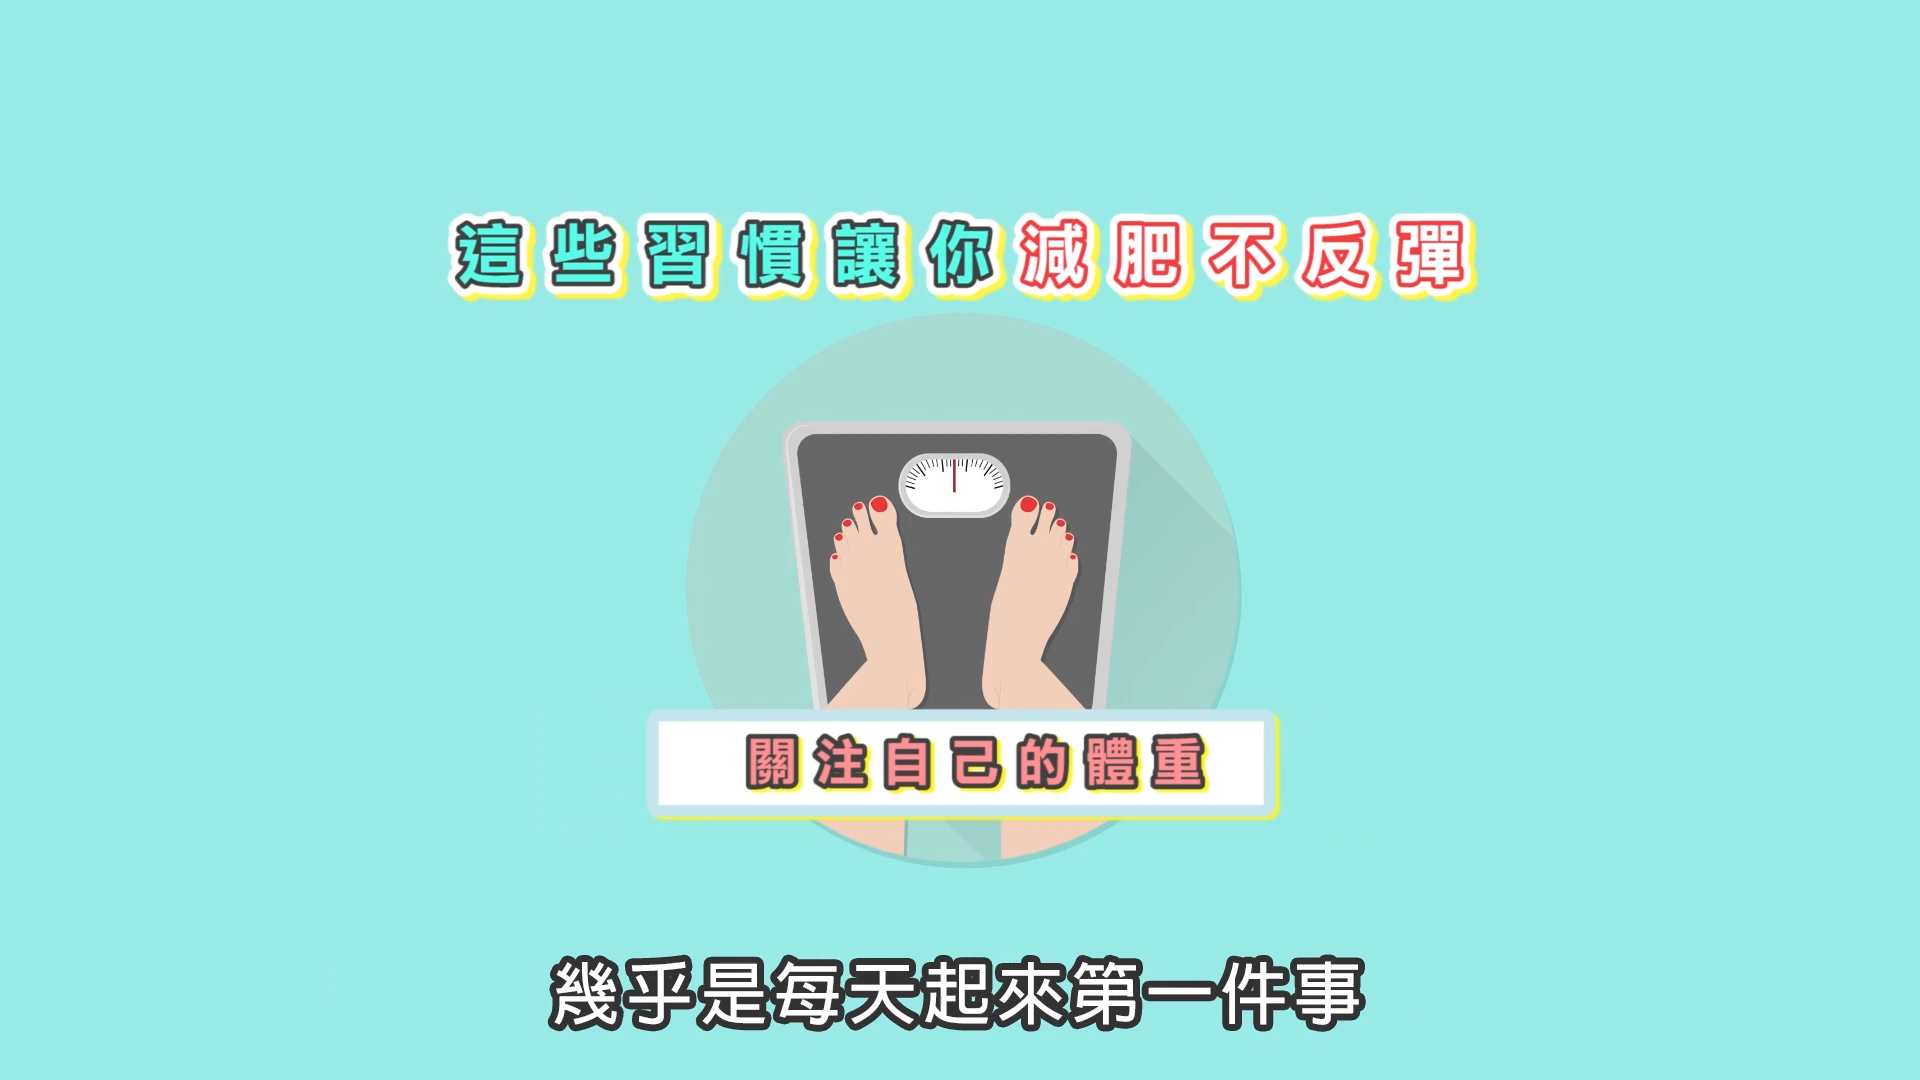 這些習慣讓你減肥不反彈
關注自己的體重
幾乎是每天起來第一件事